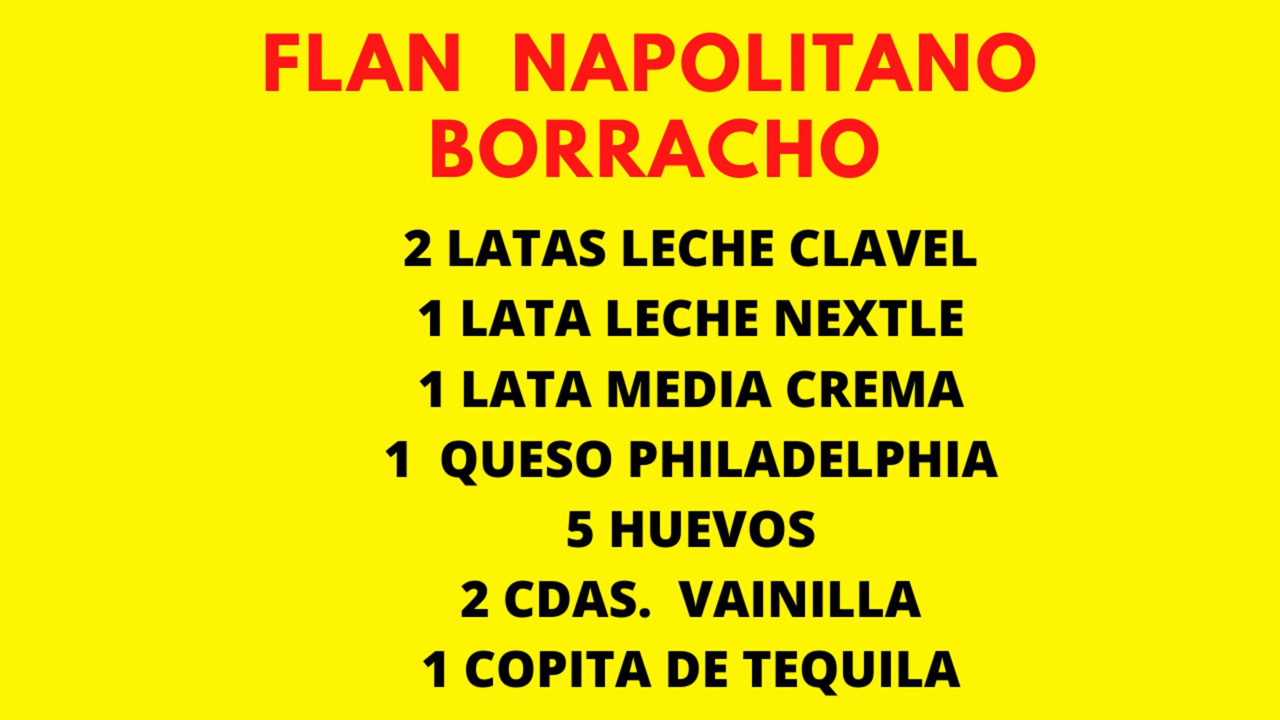 FLAN NAPOLITANO
BORRACHO
2 LATAS LECHE CLAVEL
1 LATA LECHE NEXTLE
1 LATA MEDIA CREMA
1 QUESO PHILADELPHIA
5 HUEVOS
2 CDAS. VAINILLA
1 COPITA DE TEQUILA